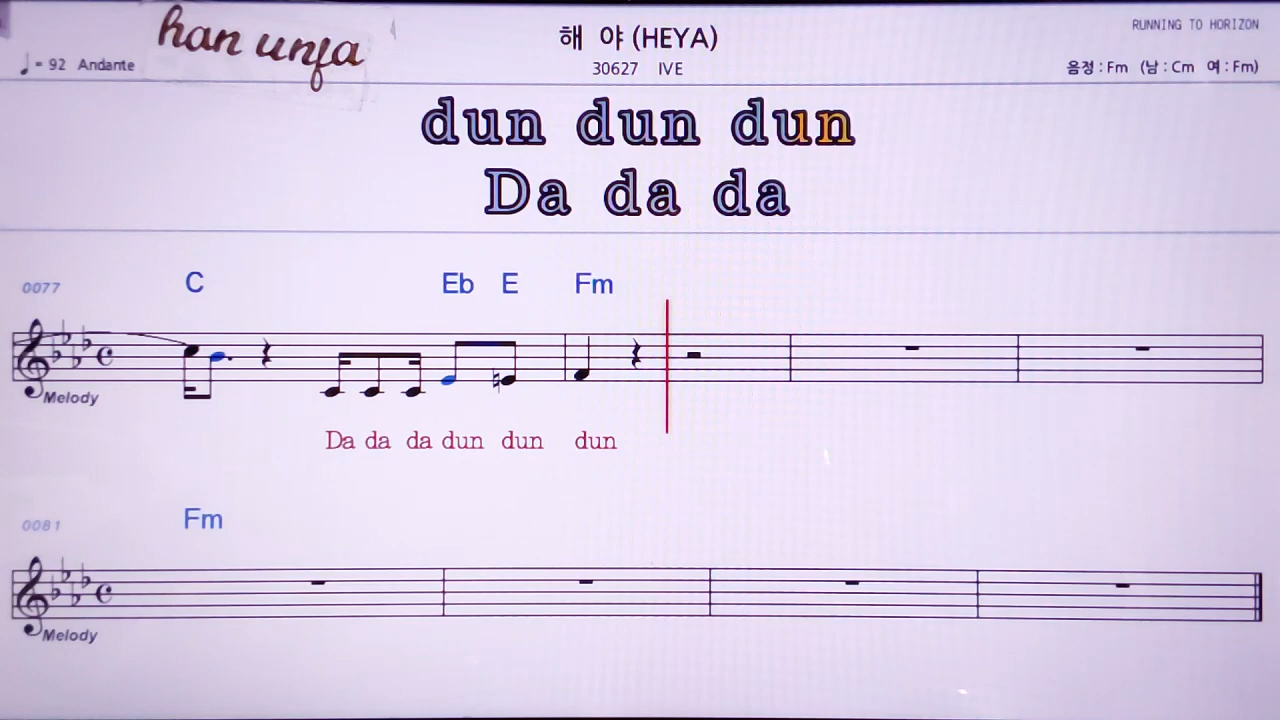 han unja
해 야 (HEYA)
RUNNING TO HORIZON
♩= 92 Andante
30627 IVE
음정 : Fm (남 : Cm 여 : Fm)
dun dun dun
Da da da
0077
C Eb E Fm
Melody
Da da da dun dun dun
0081
Fm
Melody